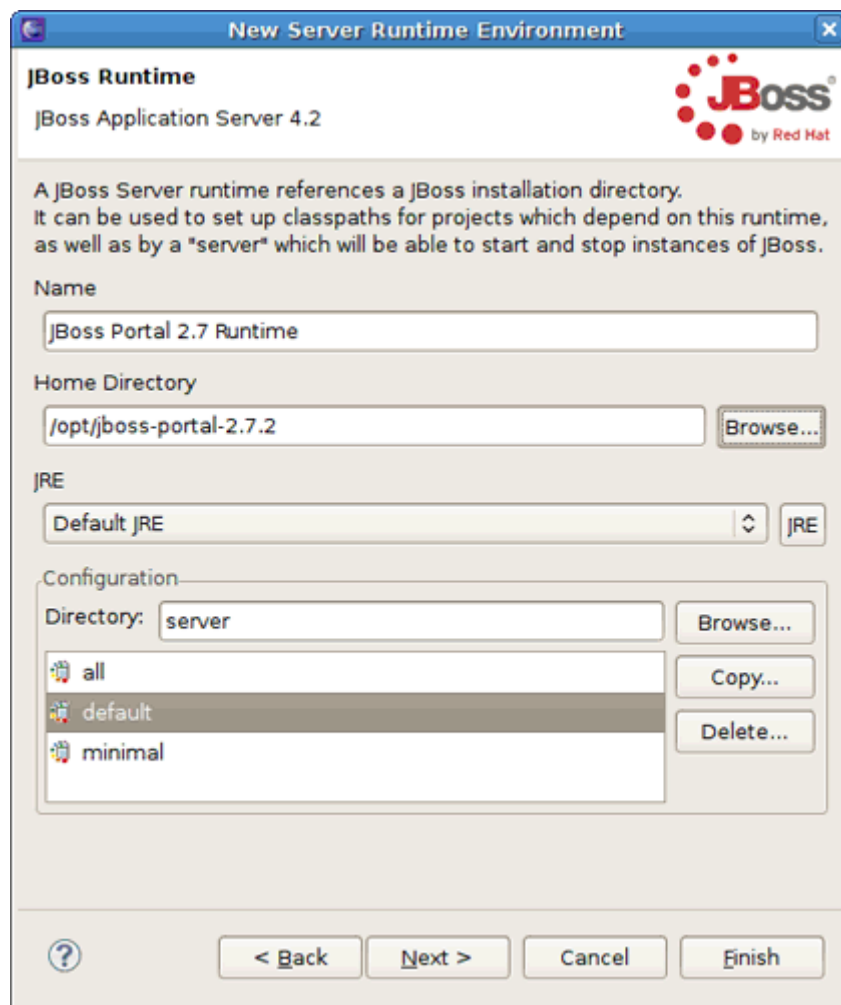 New Server Runtime Environment
JBoss Runtime
JBoss Application Server 4.2
JBoss®
by Red Hat
A JBoss Server runtime references a JBoss installation directory.
It can be used to set up classpaths for projects which depend on this runtime,
as well as by a "server" which will be able to start and stop instances of JBoss.
Name
JBoss Portal 2.7 Runtime
Home Directory
/opt/jboss-portal-2.7.2
Browse...
JRE
Default JRE
JRE
Configuration
Directory:
server
Browse...
all
Copy...
default
Delete...
minimal
?
< Back
Next >
Cancel
Finish